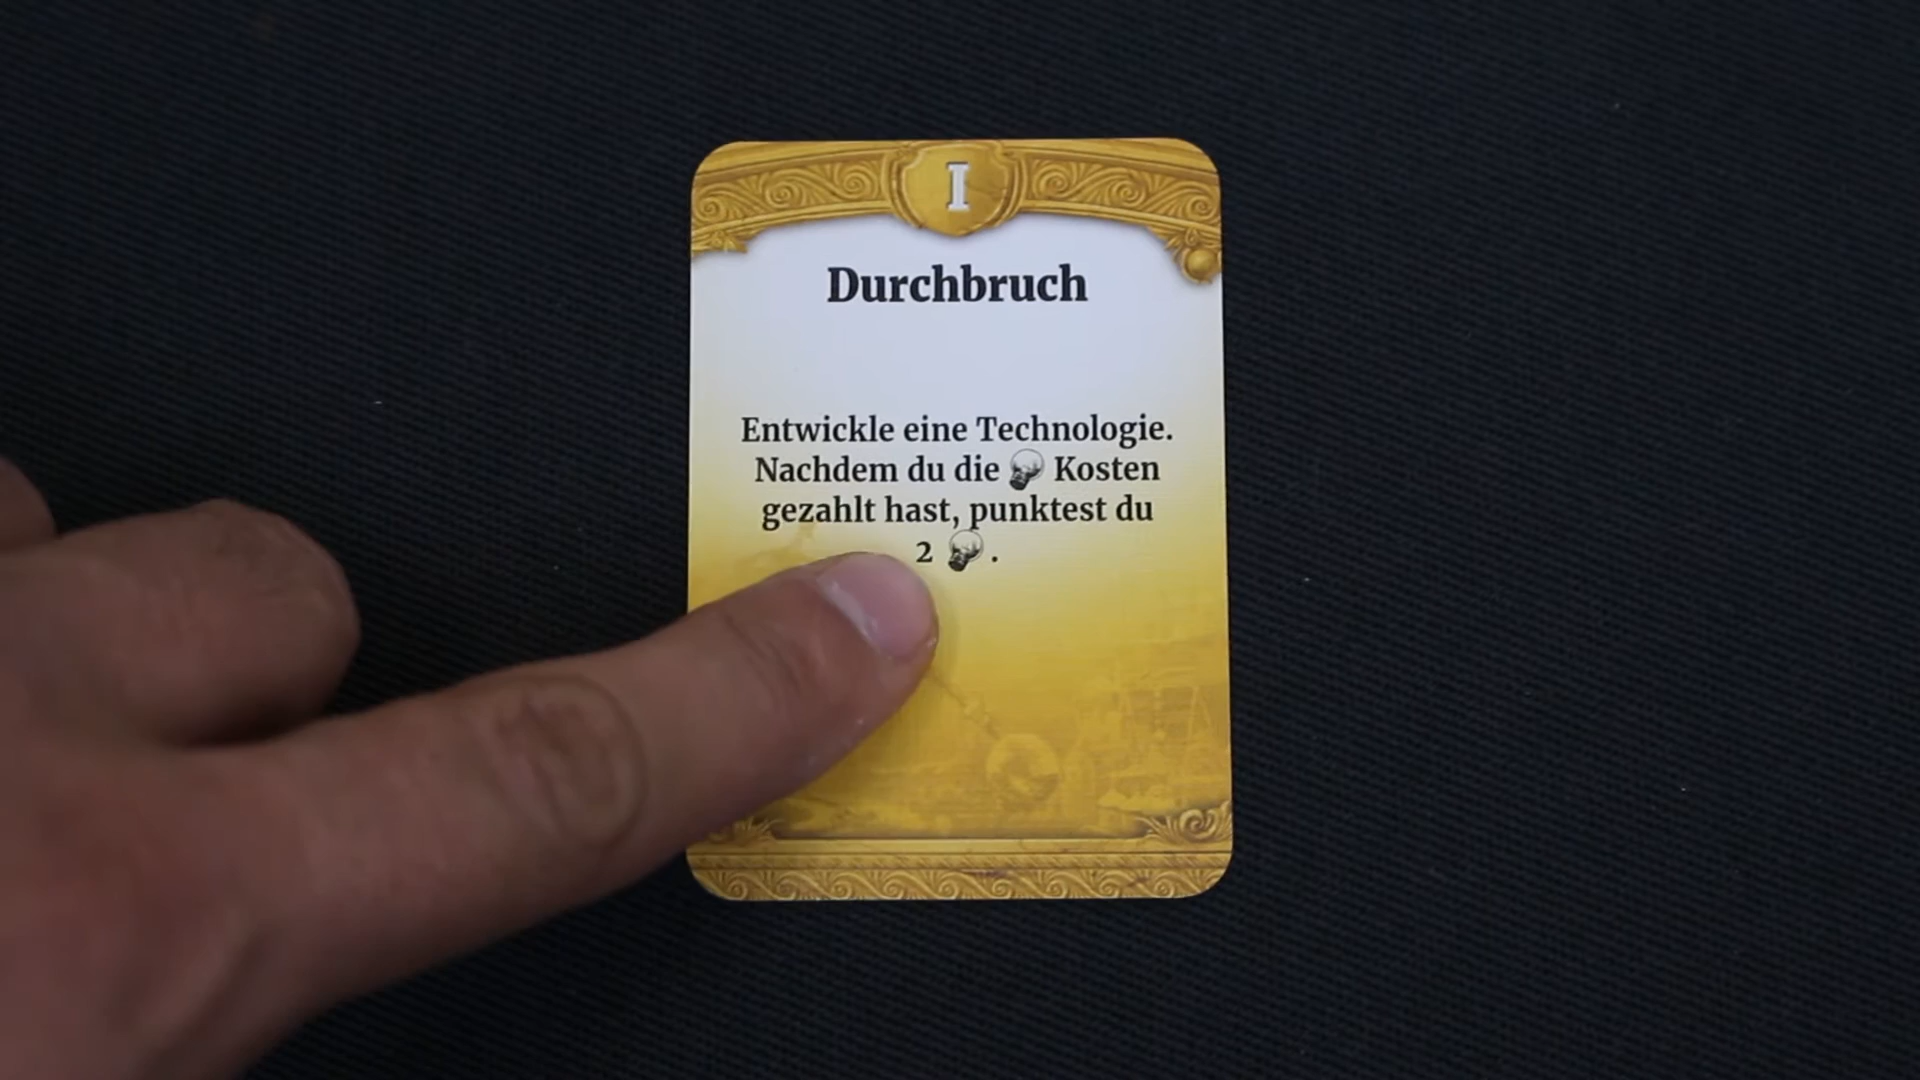 I
Durchbruch
Entwickle eine Technologie.
Nachdem du die Kosten
gezahlt hast, punktest du
2 .